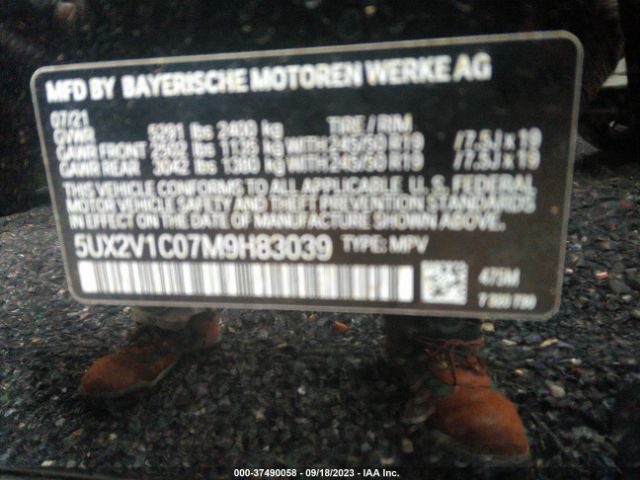 MFD BY BAYERISCHE MOTOREN WERKE AG
07/21
GVWR 5291 lbs 2400 kg TIRE / RIM
GAWR FRONT 2502 lbs 1135 kg WITH 245/50 R19 / 7.5J x 19
GAWR REAR 3042 lbs 1380 kg WITH 245/50 R19 / 7.5J x 19
THIS VEHICLE CONFORMS TO ALL APPLICABLE U. S. FEDERAL
MOTOR VEHICLE SAFETY AND THEFT PREVENTION STANDARDS
IN EFFECT ON THE DATE OF MANUFACTURE SHOWN ABOVE.
5UX2V1C07M9H83039 TYPE: MPV
475M
000-37490058 - 09/18/2023 - IAA Inc.